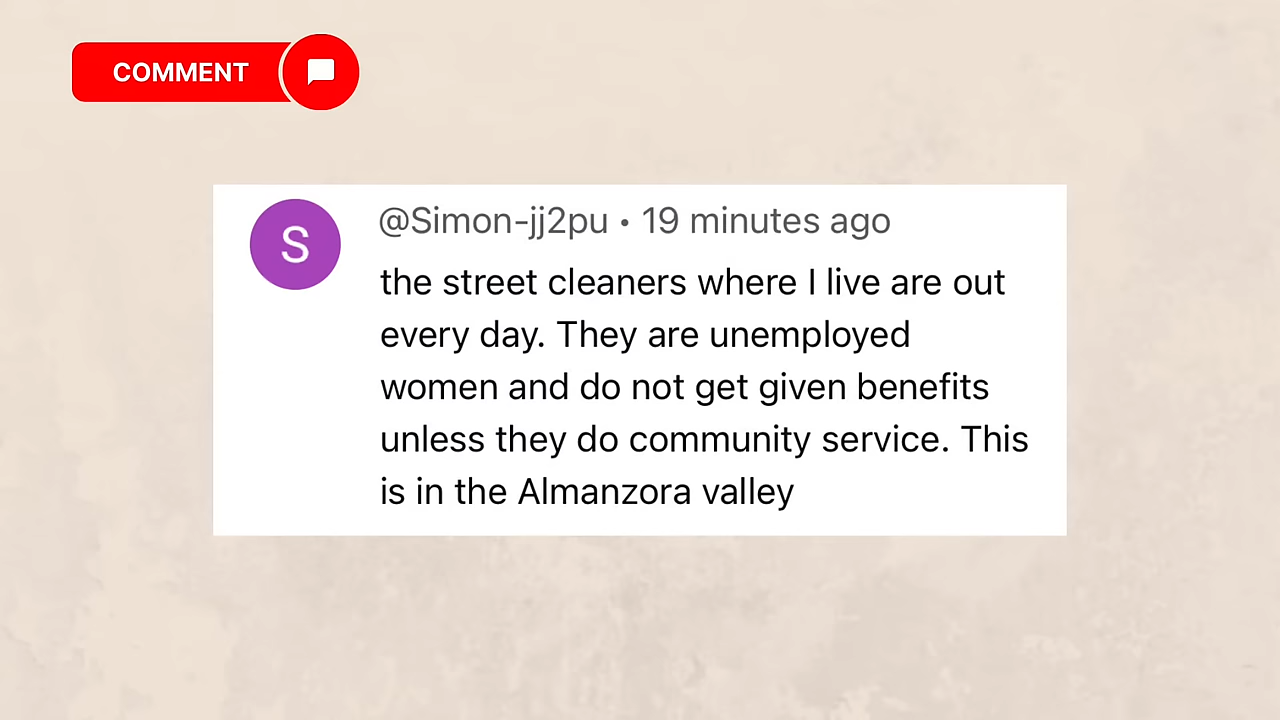 COMMENT
S
@Simon-jj2pu • 19 minutes ago
the street cleaners where I live are out
every day. They are unemployed
women and do not get given benefits
unless they do community service. This
is in the Almanzora valley